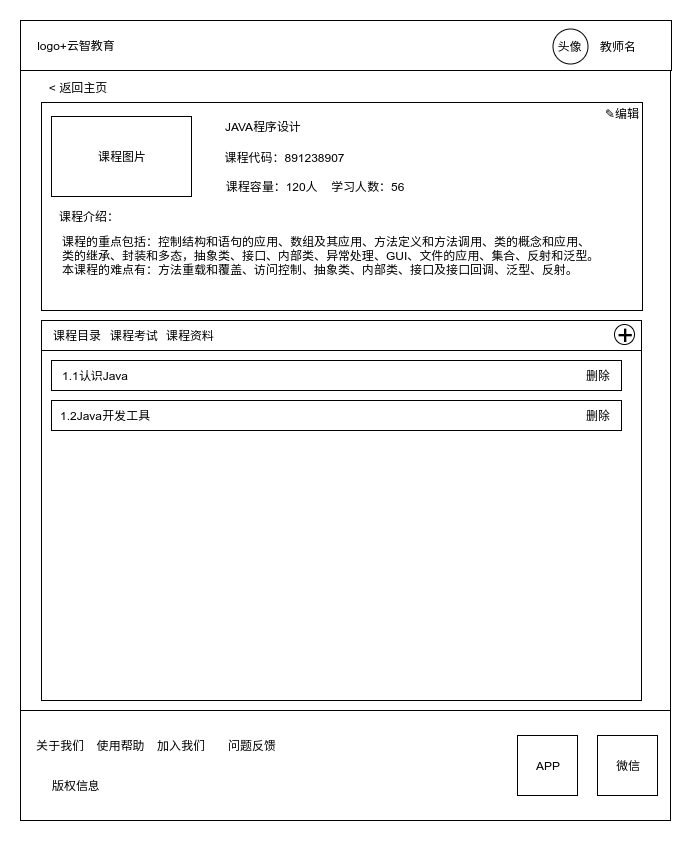 logo+云智教育
头像 教师名
< 返回主页
✎编辑
课程图片
JAVA程序设计
课程代码：891238907
课程容量：120人 学习人数：56
课程介绍：
课程的重点包括：控制结构和语句的应用、数组及其应用、方法定义和方法调用、类的概念和应用、
类的继承、封装和多态，抽象类、接口、内部类、异常处理、GUI、文件的应用、集合、反射和泛型。
本课程的难点有：方法重载和覆盖、访问控制、抽象类、内部类、接口及接口回调、泛型、反射。
课程目录 课程考试 课程资料
1.1认识Java 删除
1.2Java开发工具 删除
关于我们 使用帮助 加入我们 问题反馈
版权信息
APP 微信